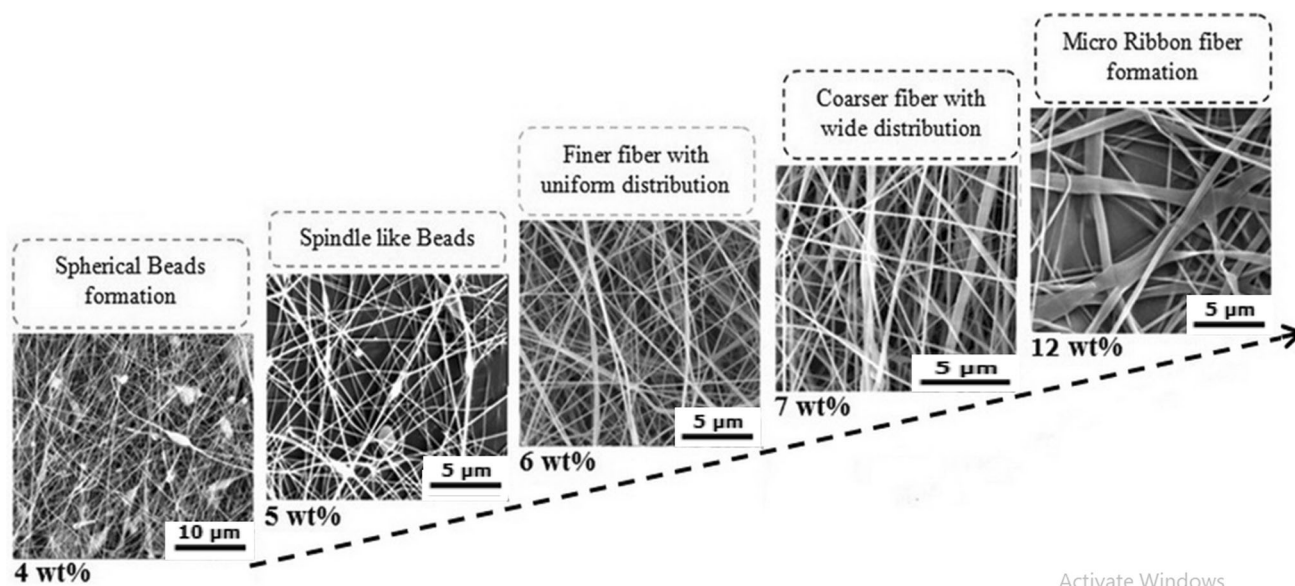 Spherical Beads
formation
10 µm
4 wt%
Spindle like Beads
5 µm
5 wt%
Finer fiber with
uniform distribution
5 µm
6 wt%
Coarser fiber with
wide distribution
5 µm
7 wt%
Micro Ribbon fiber
formation
5 µm
12 wt%
Activate Windows